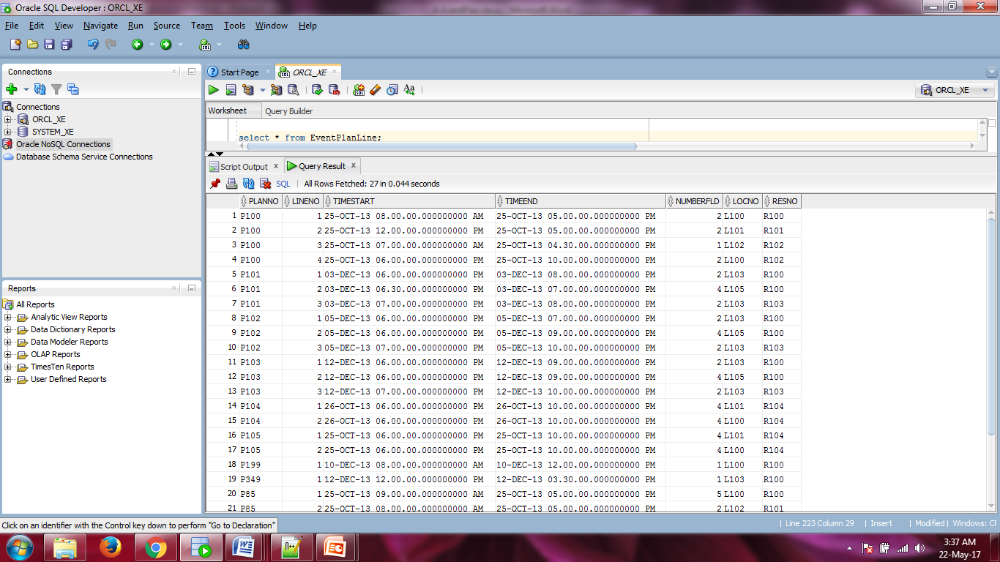 Oracle SQL Developer : ORCL_XE
File Edit View Navigate Run Source Team Tools Window Help
Connections
Connections
ORCL_XE
SYSTEM_XE
Oracle NoSQL Connections
Database Schema Service Connections
Reports
All Reports
Analytic View Reports
Data Dictionary Reports
Data Modeler Reports
OLAP Reports
TimesTen Reports
User Defined Reports
Start Page ORCL_XE
ORCL_XE
Worksheet Query Builder
select * from EventPlanLine;
Script Output Query Result
SQL All Rows Fetched: 27 in 0.044 seconds
PLANNO LINENO TIMESTART TIMEEND NUMBERFLD LOCNO RESNO
1 P100 1 25-OCT-13 08.00.00.000000000 AM 25-OCT-13 05.00.00.000000000 PM 2 L100 R100
2 P100 2 25-OCT-13 12.00.00.000000000 PM 25-OCT-13 05.00.00.000000000 PM 2 L101 R101
3 P100 3 25-OCT-13 07.00.00.000000000 AM 25-OCT-13 04.30.00.000000000 PM 1 L102 R102
4 P100 4 25-OCT-13 06.00.00.000000000 PM 25-OCT-13 10.00.00.000000000 PM 2 L100 R102
5 P101 1 03-DEC-13 06.00.00.000000000 PM 03-DEC-13 08.00.00.000000000 PM 2 L103 R100
6 P101 2 03-DEC-13 06.30.00.000000000 PM 03-DEC-13 07.00.00.000000000 PM 4 L105 R100
7 P101 3 03-DEC-13 07.00.00.000000000 PM 03-DEC-13 08.00.00.000000000 PM 2 L103 R103
8 P102 1 05-DEC-13 06.00.00.000000000 PM 05-DEC-13 07.00.00.000000000 PM 2 L103 R100
9 P102 2 05-DEC-13 06.00.00.000000000 PM 05-DEC-13 09.00.00.000000000 PM 4 L105 R100
10 P102 3 05-DEC-13 07.00.00.000000000 PM 05-DEC-13 10.00.00.000000000 PM 2 L103 R103
11 P103 1 12-DEC-13 06.00.00.000000000 PM 12-DEC-13 09.00.00.000000000 PM 2 L103 R100
12 P103 2 12-DEC-13 06.00.00.000000000 PM 12-DEC-13 09.00.00.000000000 PM 4 L105 R100
13 P103 3 12-DEC-13 07.00.00.000000000 PM 12-DEC-13 10.00.00.000000000 PM 2 L103 R103
14 P104 1 26-OCT-13 06.00.00.000000000 PM 26-OCT-13 10.00.00.000000000 PM 4 L101 R104
15 P104 2 26-OCT-13 06.00.00.000000000 PM 26-OCT-13 10.00.00.000000000 PM 4 L100 R104
16 P105 1 25-OCT-13 06.00.00.000000000 PM 25-OCT-13 10.00.00.000000000 PM 4 L101 R104
17 P105 2 25-OCT-13 06.00.00.000000000 PM 25-OCT-13 10.00.00.000000000 PM 4 L100 R104
18 P199 1 10-DEC-13 08.00.00.000000000 AM 10-DEC-13 12.00.00.000000000 PM 1 L100 R100
19 P349 1 12-DEC-13 12.00.00.000000000 PM 12-DEC-13 03.30.00.000000000 PM 1 L103 R100
20 P85 1 25-OCT-13 09.00.00.000000000 AM 25-OCT-13 05.00.00.000000000 PM 5 L100 R100
21 P85 2 25-OCT-13 08.00.00.000000000 AM 25-OCT-13 05.00.00.000000000 PM 2 L102 R101
Click on an identifier with the Control key down to perform "Go to Declaration"
Line 223 Column 29 Insert Modified Windows: CF
3:37 AM
22-May-17